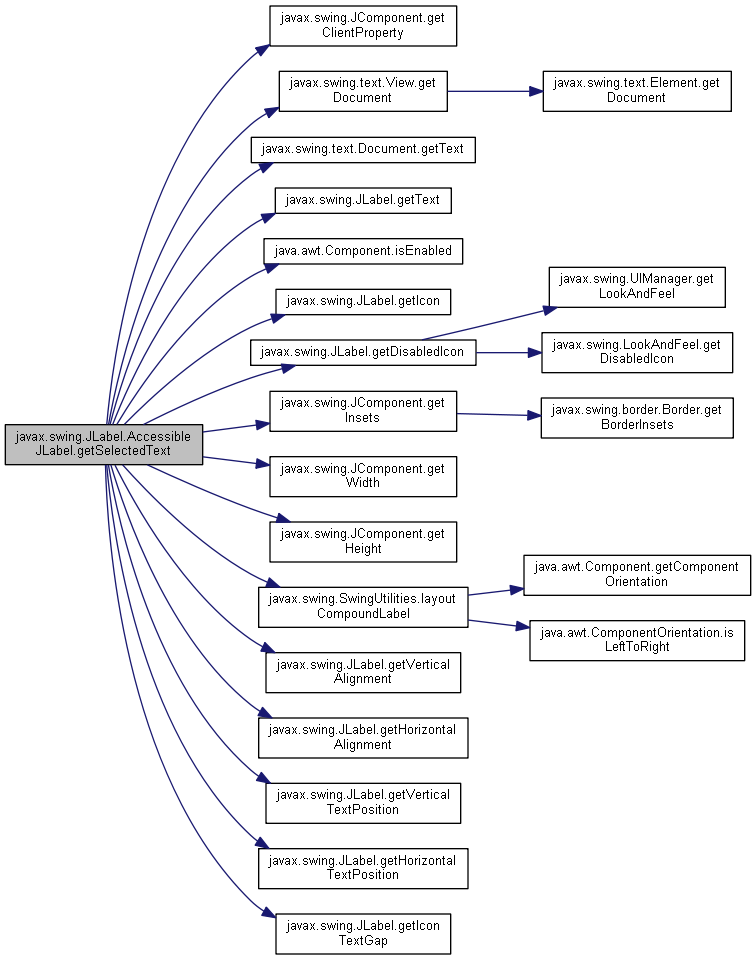 javax.swing.JComponent.get
ClientProperty
javax.swing.text.View.get
Document
javax.swing.text.Element.get
Document
javax.swing.text.Document.getText
javax.swing.JLabel.getText
java.awt.Component.isEnabled
javax.swing.JLabel.getIcon
javax.swing.UIManager.get
LookAndFeel
javax.swing.JLabel.getDisabledIcon
javax.swing.LookAndFeel.get
DisabledIcon
javax.swing.JComponent.get
Insets
javax.swing.border.Border.get
BorderInsets
javax.swing.JLabel.Accessible
JLabel.getSelectedText
javax.swing.JComponent.get
Width
javax.swing.JComponent.get
Height
javax.swing.SwingUtilities.layout
CompoundLabel
java.awt.Component.getComponent
Orientation
java.awt.ComponentOrientation.is
LeftToRight
javax.swing.JLabel.getVertical
Alignment
javax.swing.JLabel.getHorizontal
Alignment
javax.swing.JLabel.getVertical
TextPosition
javax.swing.JLabel.getHorizontal
TextPosition
javax.swing.JLabel.getIcon
TextGap